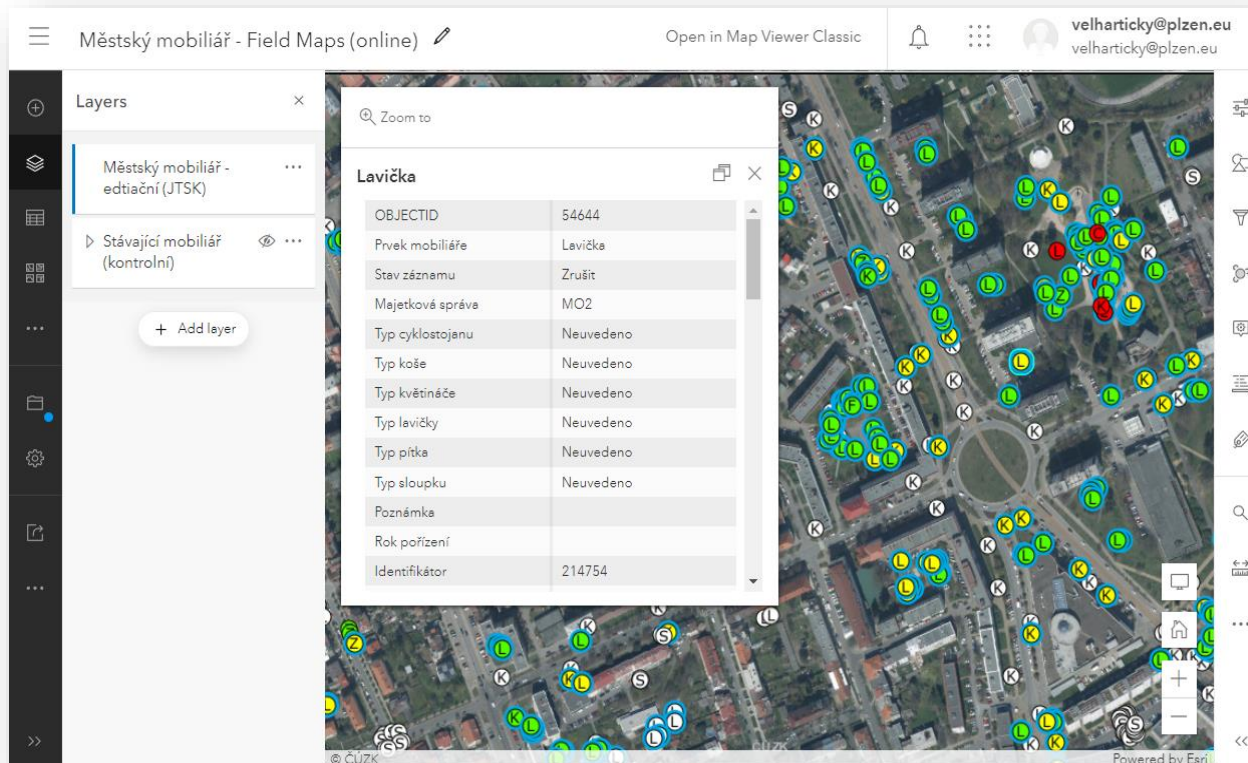 Městský mobiliář - Field Maps (online)
Open in Map Viewer Classic
velharticky@plzen.eu
velharticky@plzen.eu
Layers
Městský mobiliář -
edtiační (JTSK)
Stávající mobiliář
(kontrolní)
+ Add layer
Zoom to
Lavička
OBJECTID 54644
Prvek mobiliáře Lavička
Stav záznamu Zrušit
Majetková správa MO2
Typ cyklostojanu Neuvedeno
Typ koše Neuvedeno
Typ květináče Neuvedeno
Typ lavičky Neuvedeno
Typ pítka Neuvedeno
Typ sloupku Neuvedeno
Poznámka
Rok pořízení
Identifikátor 214754
© ČÚZK
Powered by Esri